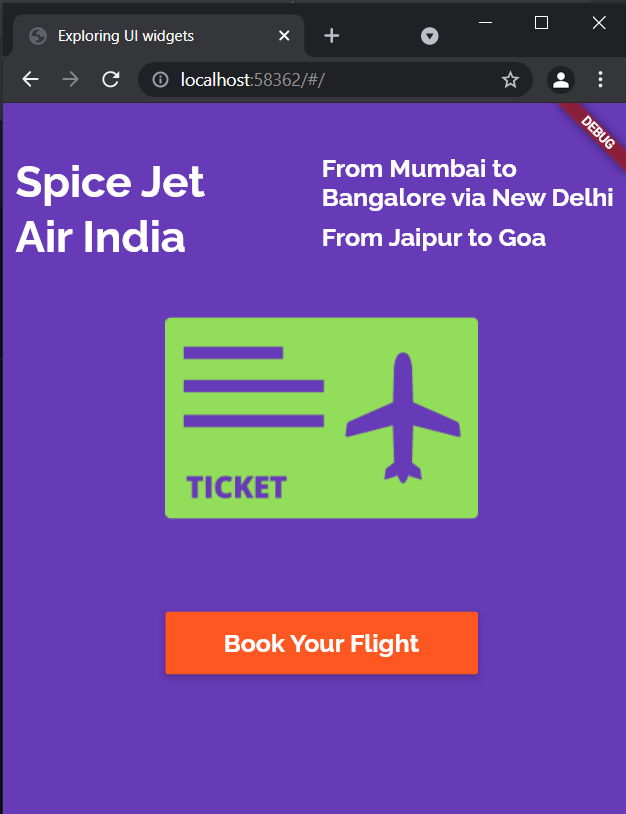 Exploring UI widgets
localhost:58362/#/
DEBUG
Spice Jet
From Mumbai to
Bangalore via New Delhi
Air India
From Jaipur to Goa
TICKET
Book Your Flight